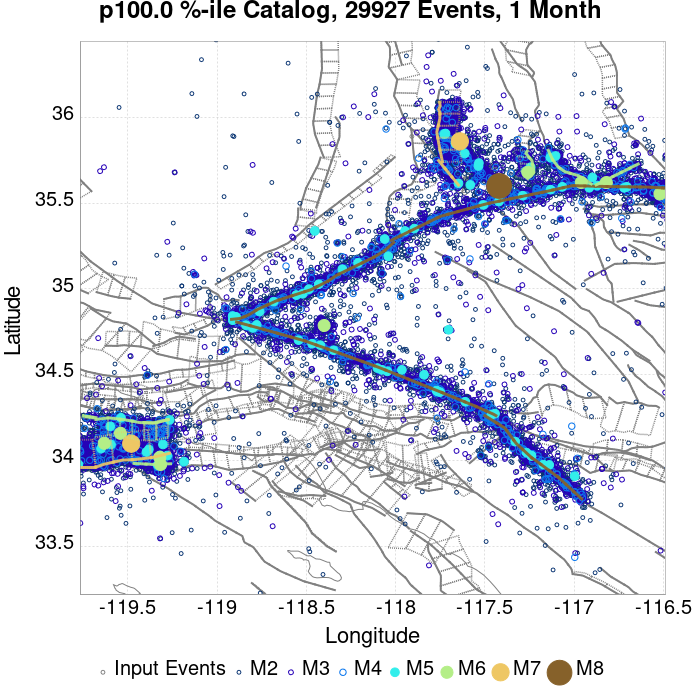 p100.0 %-ile Catalog, 29927 Events, 1 Month
36
35.5
35
34.5
34
33.5
Latitude
-119.5 -119 -118.5 -118 -117.5 -117 -116.5
Longitude
Input Events M2 M3 M4 M5 M6 M7 M8